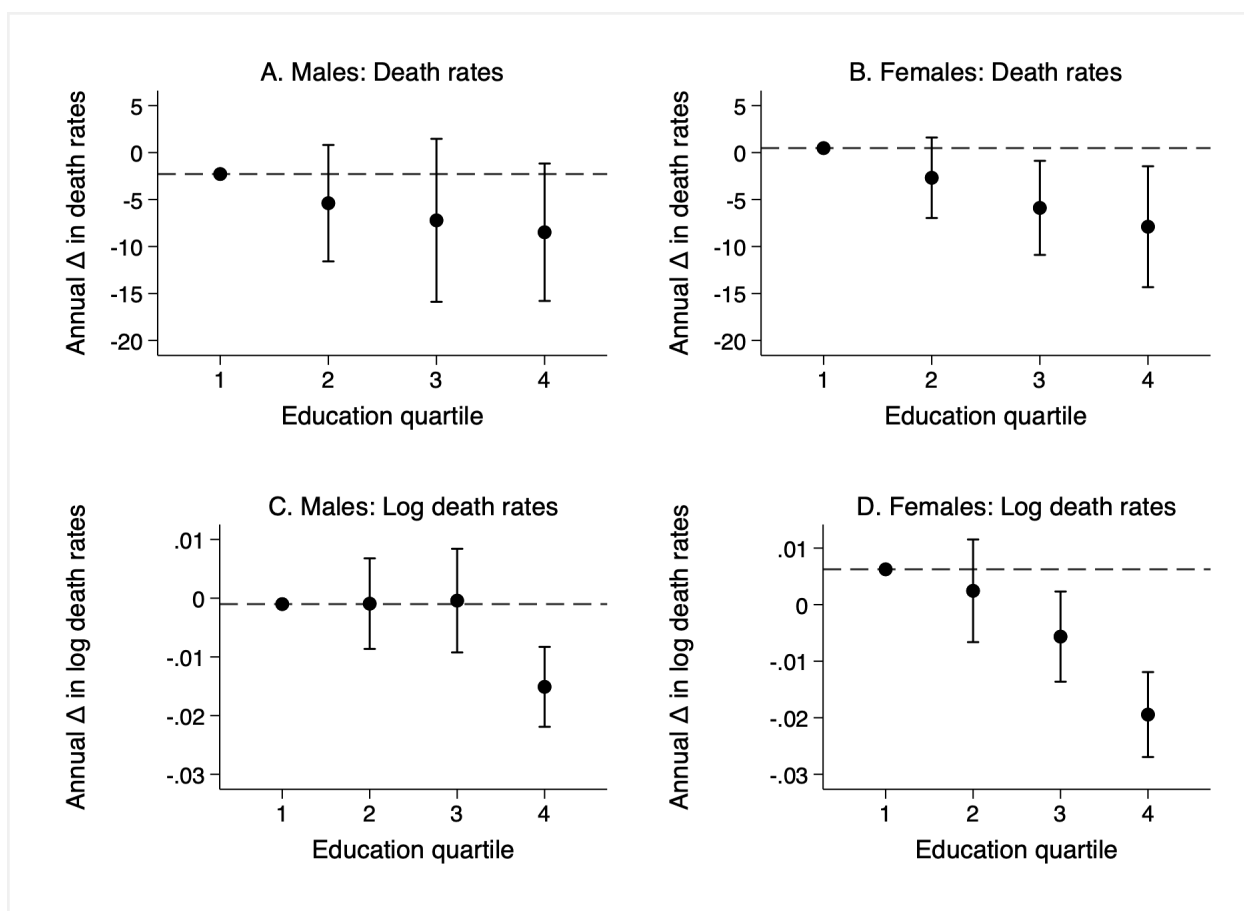 A. Males: Death rates
Annual Δ in death rates
5
0
-5
-10
-15
-20
1 2 3 4
Education quartile
B. Females: Death rates
Annual Δ in death rates
5
0
-5
-10
-15
-20
1 2 3 4
Education quartile
C. Males: Log death rates
Annual Δ in log death rates
.01
0
-.01
-.02
-.03
1 2 3 4
Education quartile
D. Females: Log death rates
Annual Δ in log death rates
.01
0
-.01
-.02
-.03
1 2 3 4
Education quartile